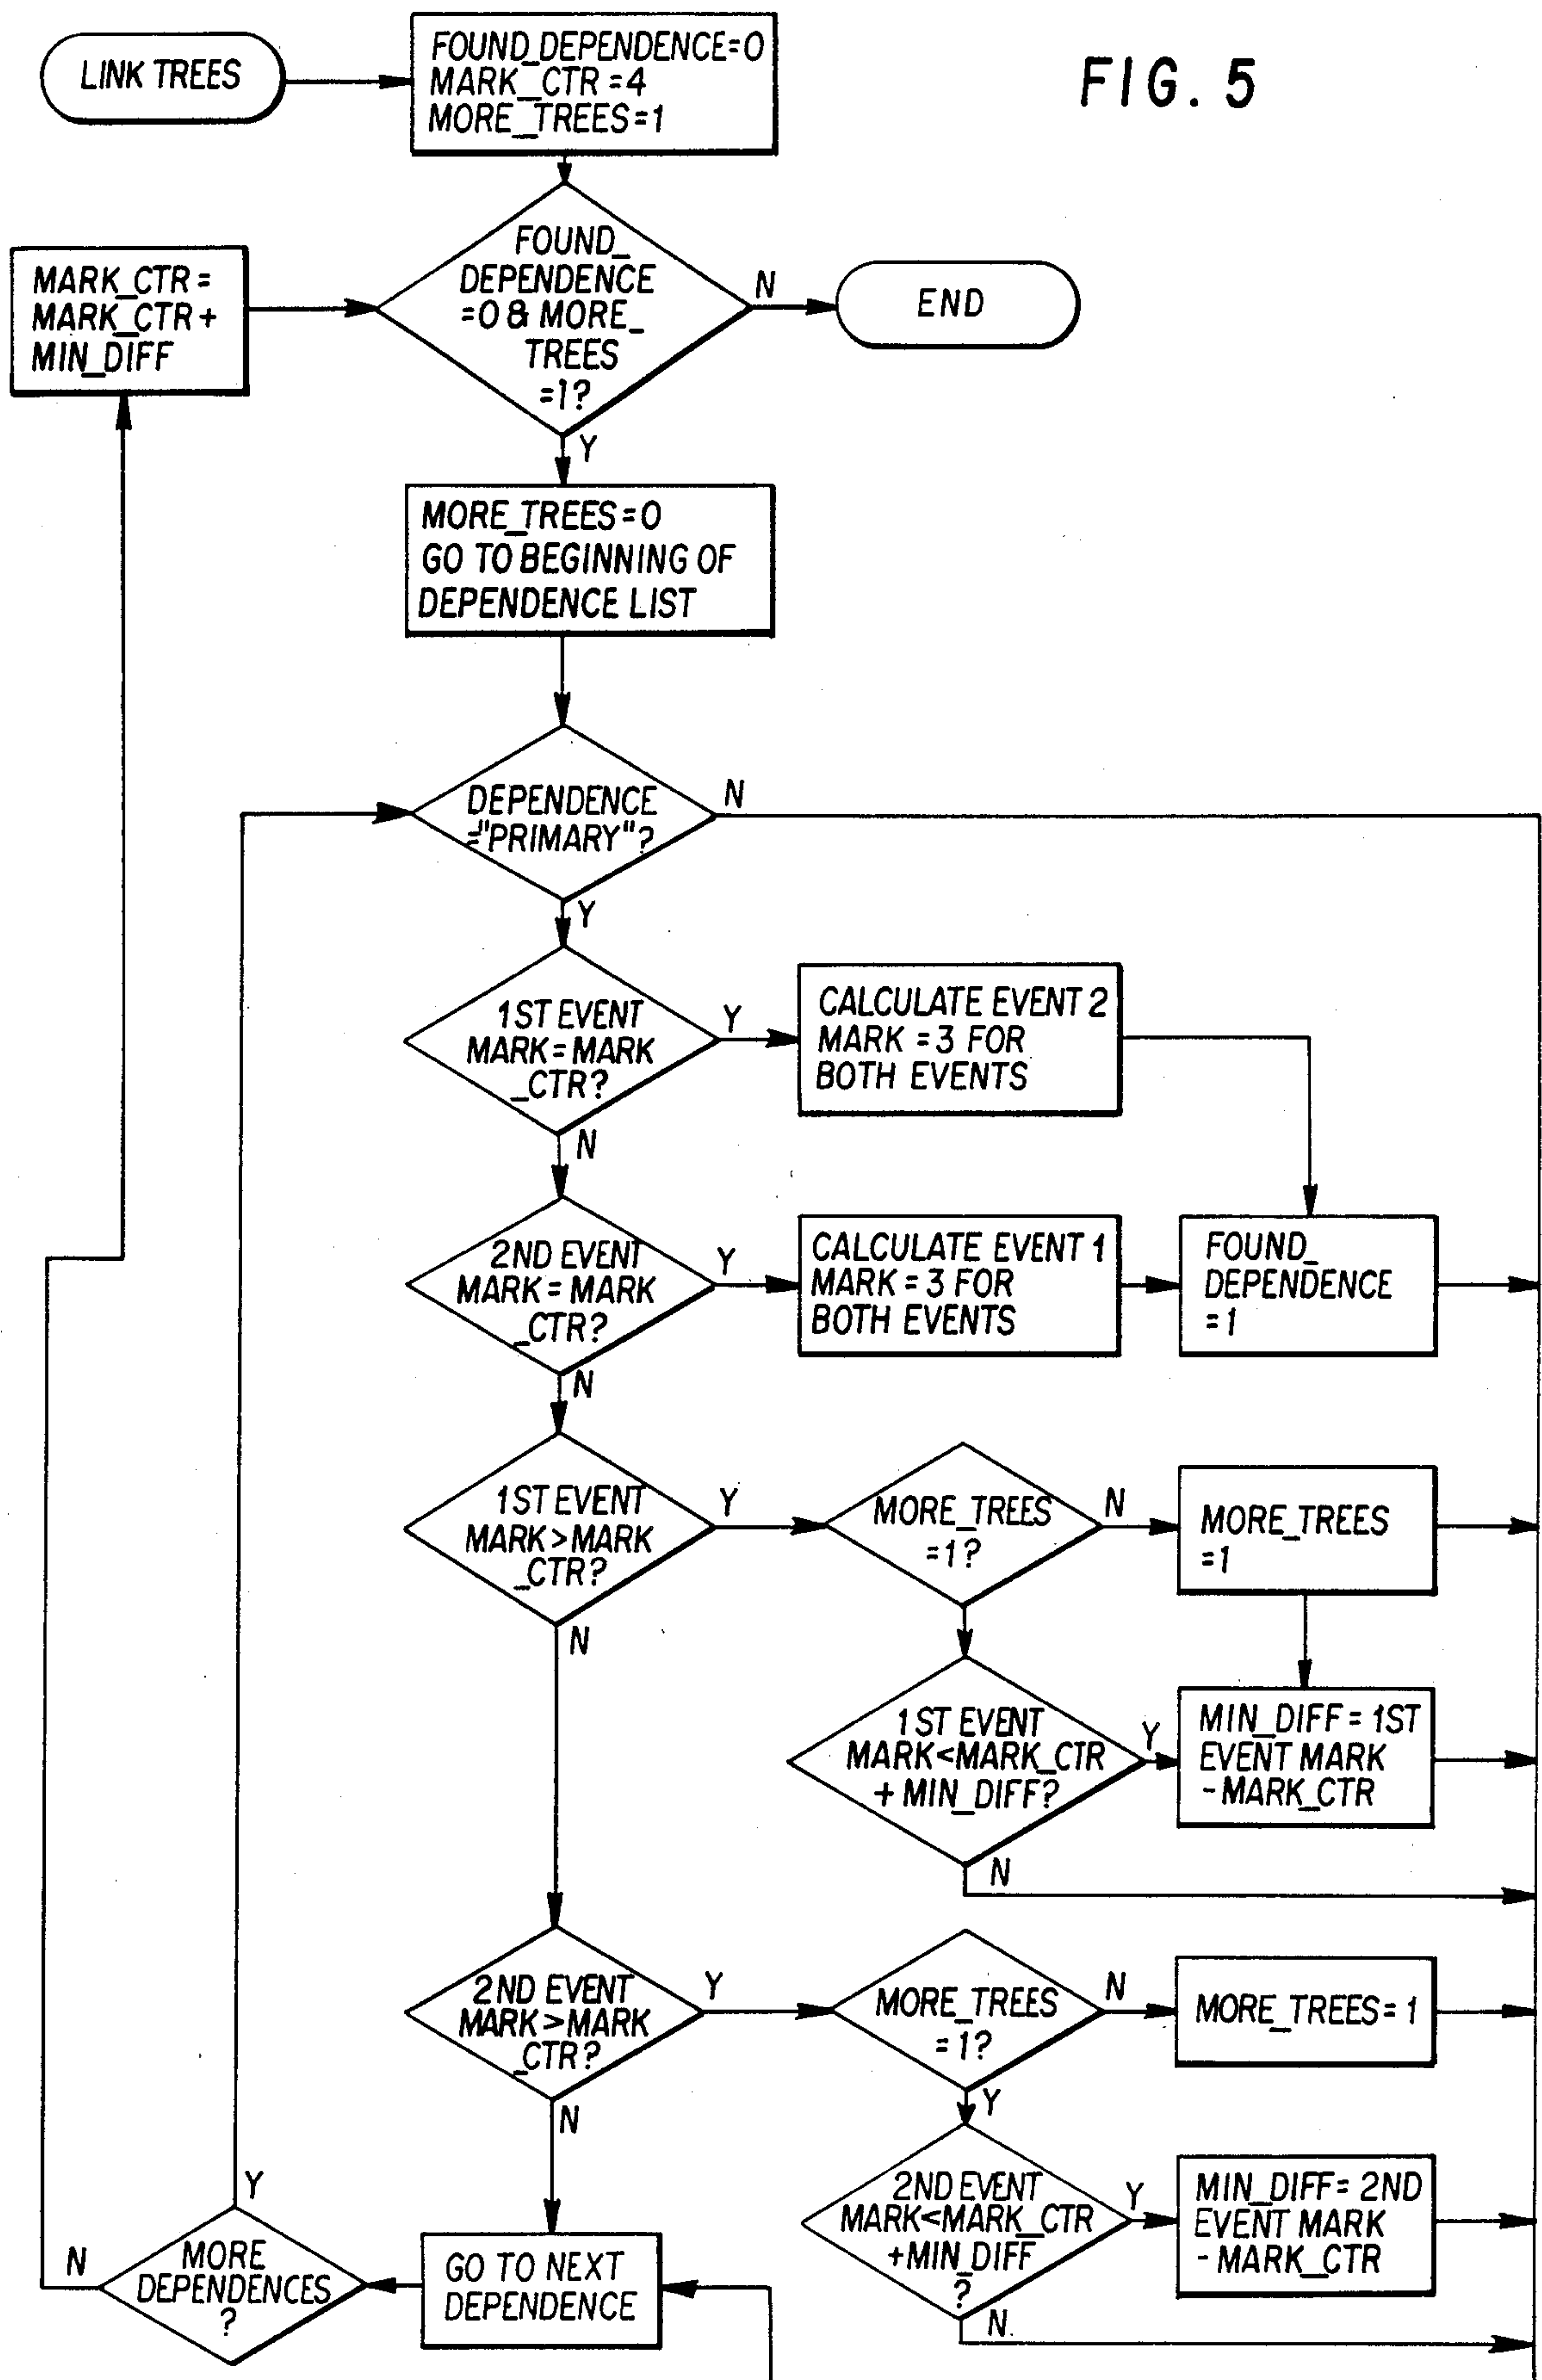 LINK TREES
FOUND_DEPENDENCE=0
MARK_CTR=4
MORE_TREES=1
FIG. 5
MARK_CTR=
MARK_CTR+
MIN_DIFF
FOUND_
DEPENDENCE
=0 & MORE_
TREES
=1?
N
END
Y
MORE_TREES=0
GO TO BEGINNING OF
DEPENDENCE LIST
DEPENDENCE
="PRIMARY"?
N
Y
1ST EVENT
MARK=MARK
_CTR?
Y
CALCULATE EVENT 2
MARK=3 FOR
BOTH EVENTS
N
2ND EVENT
MARK=MARK
_CTR?
Y
CALCULATE EVENT 1
MARK=3 FOR
BOTH EVENTS
FOUND_
DEPENDENCE
=1
N
1ST EVENT
MARK>MARK
_CTR?
Y
MORE_TREES
=1?
N
MORE_TREES
=1
N
1ST EVENT
MARK<MARK_CTR
+MIN_DIFF?
Y
MIN_DIFF=1ST
EVENT MARK
-MARK_CTR
N
2ND EVENT
MARK>MARK
_CTR?
Y
MORE_TREES
=1?
N
MORE_TREES=1
N
Y
2ND EVENT
MARK<MARK_CTR
+MIN_DIFF
?
Y
MIN_DIFF=2ND
EVENT MARK
-MARK_CTR
N
GO TO NEXT
DEPENDENCE
MORE
DEPENDENCES
?
Y
N